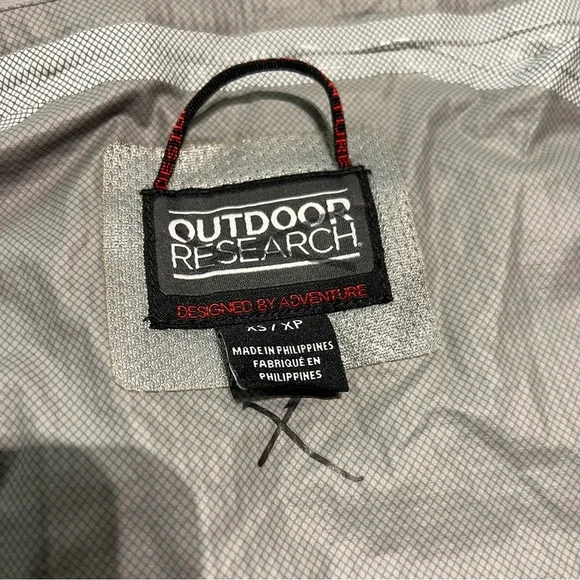 OUTDOOR
RESEARCH
DESIGNED BY ADVENTURE
XS / XP
MADE IN PHILIPPINES
FABRIQUÉ EN
PHILIPPINES
X